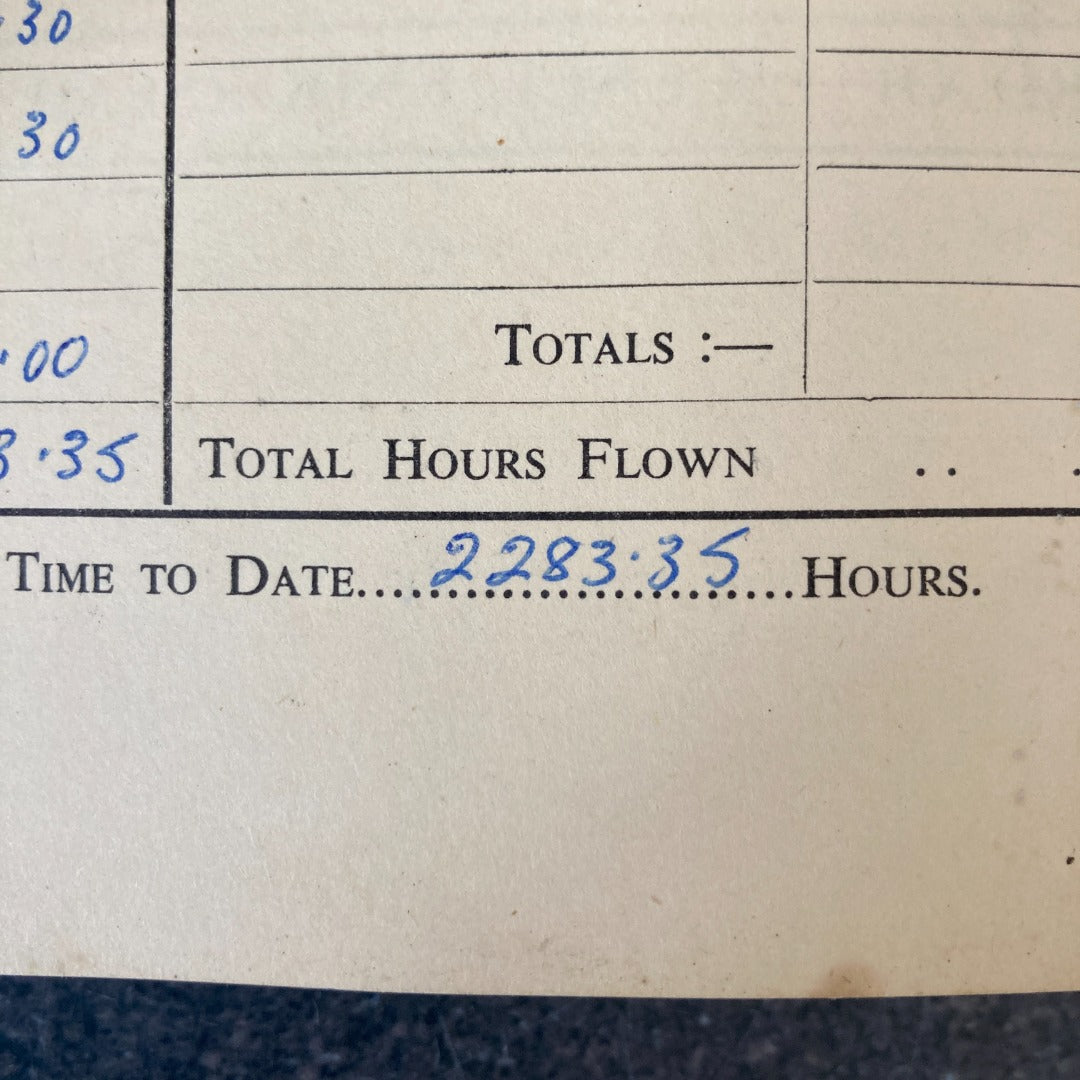 ·30
30
TOTALS :—
·00
3·35 TOTAL HOURS FLOWN . . .
TIME TO DATE....2283·35....HOURS.